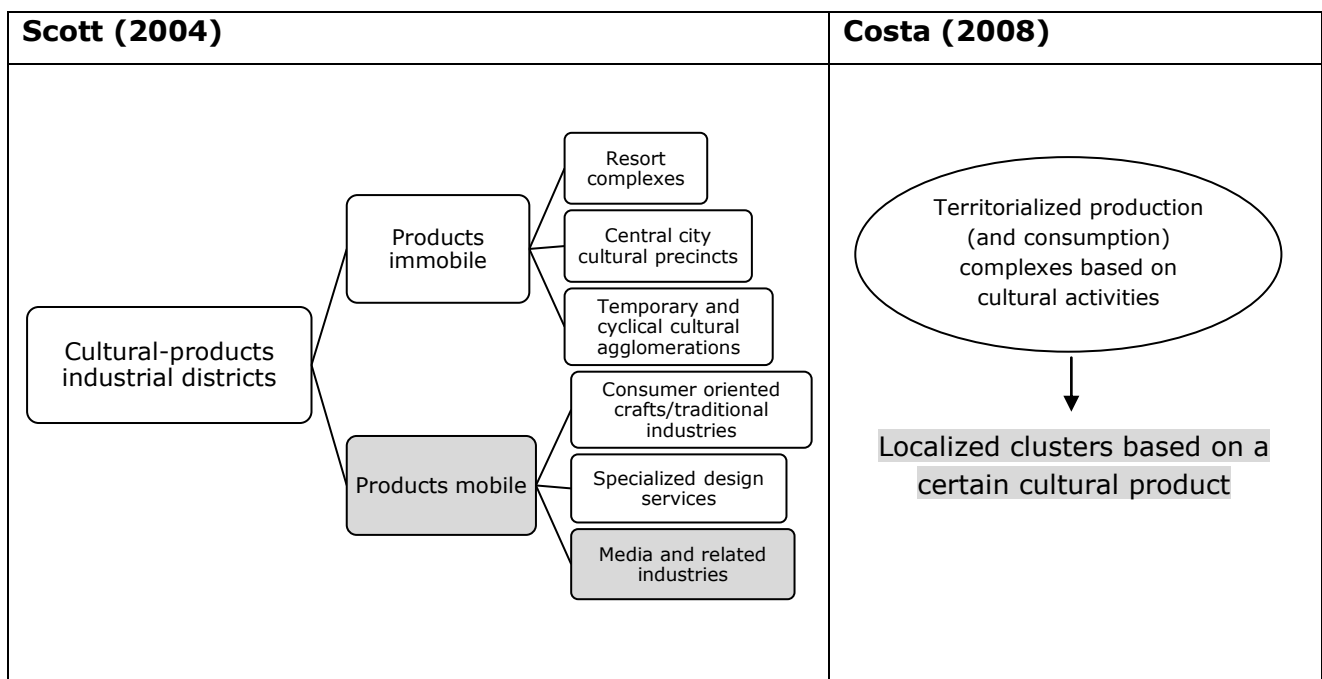 Scott (2004)
Costa (2008)
Cultural-products
industrial districts
Products
immobile
Resort
complexes
Central city
cultural precincts
Temporary and
cyclical cultural
agglomerations
Products mobile
Consumer oriented
crafts/traditional
industries
Specialized design
services
Media and related
industries
Territorialized production
(and consumption)
complexes based on
cultural activities
Localized clusters based on a
certain cultural product